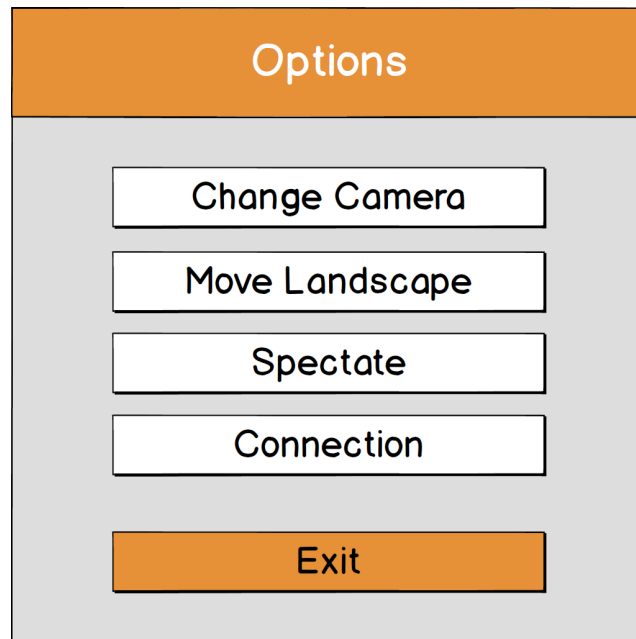 Options
Change Camera
Move Landscape
Spectate
Connection
Exit